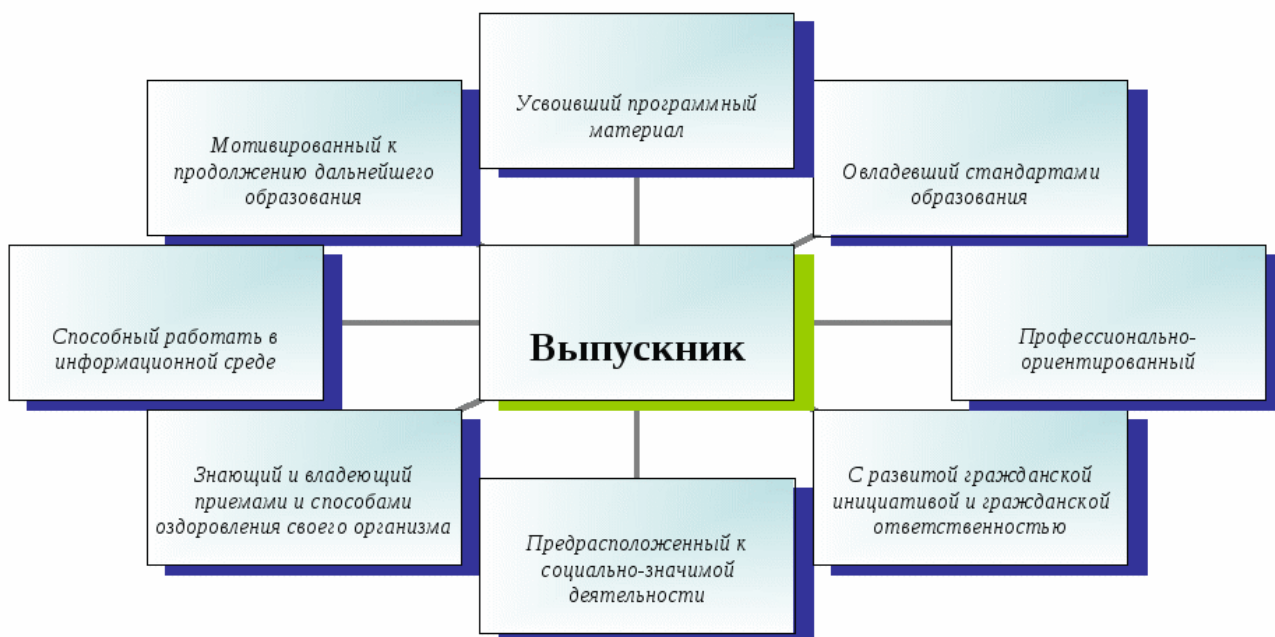 Усвоивший программный
материал
Мотивированный к
продолжению дальнейшего
образования
Овладевший стандартами
образования
Способный работать в
информационной среде
Выпускник
Профессионально-
ориентированный
Знающий и владеющий
приемами и способами
оздоровления своего организма
С развитой гражданской
инициативой и гражданской
ответственностью
Предрасположенный к
социально-значимой
деятельности